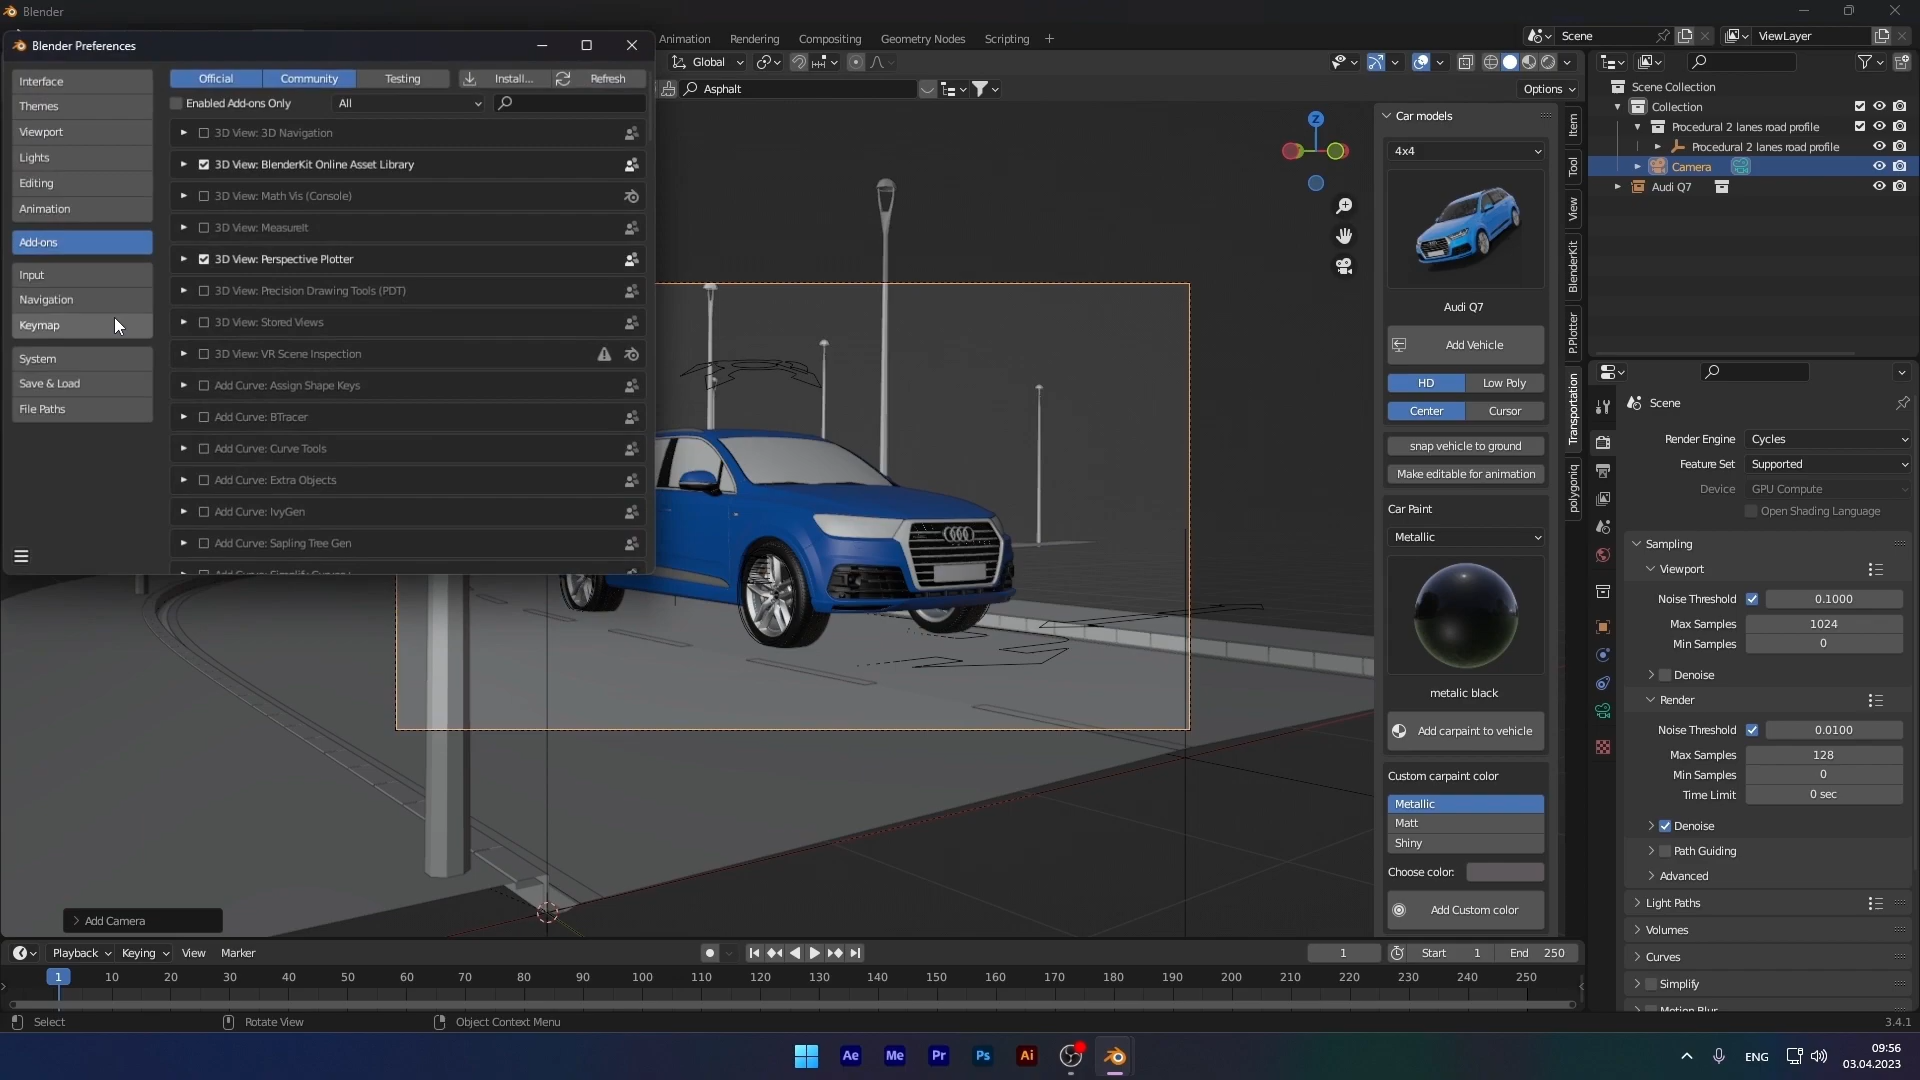 Blender
Blender Preferences
Interface
Themes
Viewport
Lights
Editing
Animation
Add-ons
Input
Navigation
Keymap
System
Save & Load
File Paths
Official
Community
Testing
Install...
Refresh
Enabled Add-ons Only
All
3D View: 3D Navigation
3D View: BlenderKit Online Asset Library
3D View: Math Vis (Console)
3D View: MeasureIt
3D View: Perspective Plotter
3D View: Precision Drawing Tools (PDT)
3D View: Stored Views
3D View: VR Scene Inspection
Add Curve: Assign Shape Keys
Add Curve: BTracer
Add Curve: Curve Tools
Add Curve: Extra Objects
Add Curve: IvyGen
Add Curve: Sapling Tree Gen
Animation
Rendering
Compositing
Geometry Nodes
Scripting
Scene
ViewLayer
Global
Asphalt
Options
Z
Item
Tool
View
BlenderKit
P.Plotter
Transportation
polygoniq
Car models
4x4
Audi Q7
Add Vehicle
HD
Low Poly
Center
Cursor
snap vehicle to ground
Make editable for animation
Car Paint
Metallic
metalic black
Add carpaint to vehicle
Custom carpaint color
Metallic
Matt
Shiny
Choose color:
Add Custom color
Scene Collection
Collection
Procedural 2 lanes road profile
Procedural 2 lanes road profile
Camera
Audi Q7
Scene
Render Engine
Cycles
Feature Set
Supported
Device
GPU Compute
Open Shading Language
Sampling
Viewport
Noise Threshold
0.1000
Max Samples
1024
Min Samples
0
Denoise
Render
Noise Threshold
0.0100
Max Samples
128
Min Samples
0
Time Limit
0 sec
Denoise
Path Guiding
Advanced
Light Paths
Volumes
Curves
Simplify
Motion Blur
Add Camera
Playback
Keying
View
Marker
1
Start
1
End
250
1
10
20
30
40
50
60
70
80
90
100
110
120
130
140
150
160
170
180
190
200
210
220
230
240
250
Select
Rotate View
Object Context Menu
3.4.1
Ae
Me
Pr
Ps
Ai
ENG
09:56
03.04.2023